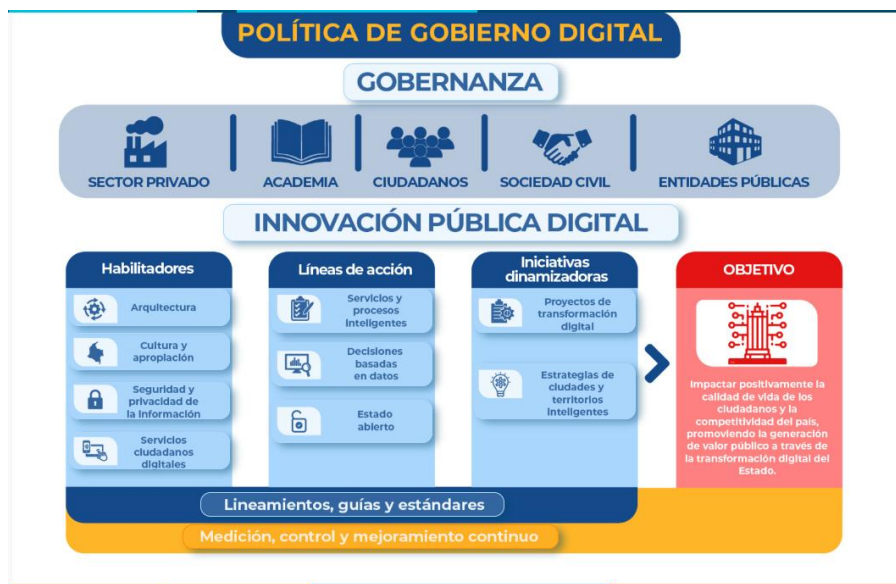 POLÍTICA DE GOBIERNO DIGITAL
GOBERNANZA
SECTOR PRIVADO
ACADEMIA
CIUDADANOS
SOCIEDAD CIVIL
ENTIDADES PÚBLICAS
INNOVACIÓN PÚBLICA DIGITAL
Habilitadores
Arquitectura
Cultura y
apropiación
Seguridad y
privacidad de
la Información
Servicios
ciudadanos
digitales
Líneas de acción
Servicios y
procesos
Inteligentes
Decisiones
basadas
en datos
Estado
abierto
Iniciativas
dinamizadoras
Proyectos de
transformación
digital
Estrategias de
ciudades y
territorios
Inteligentes
OBJETIVO
Impactar positivamente la
calidad de vida de los
ciudadanos y la
competitividad del país,
promoviendo la generación
de valor público a través de
la transformación digital del
Estado.
Lineamientos, guías y estándares
Medición, control y mejoramiento continuo